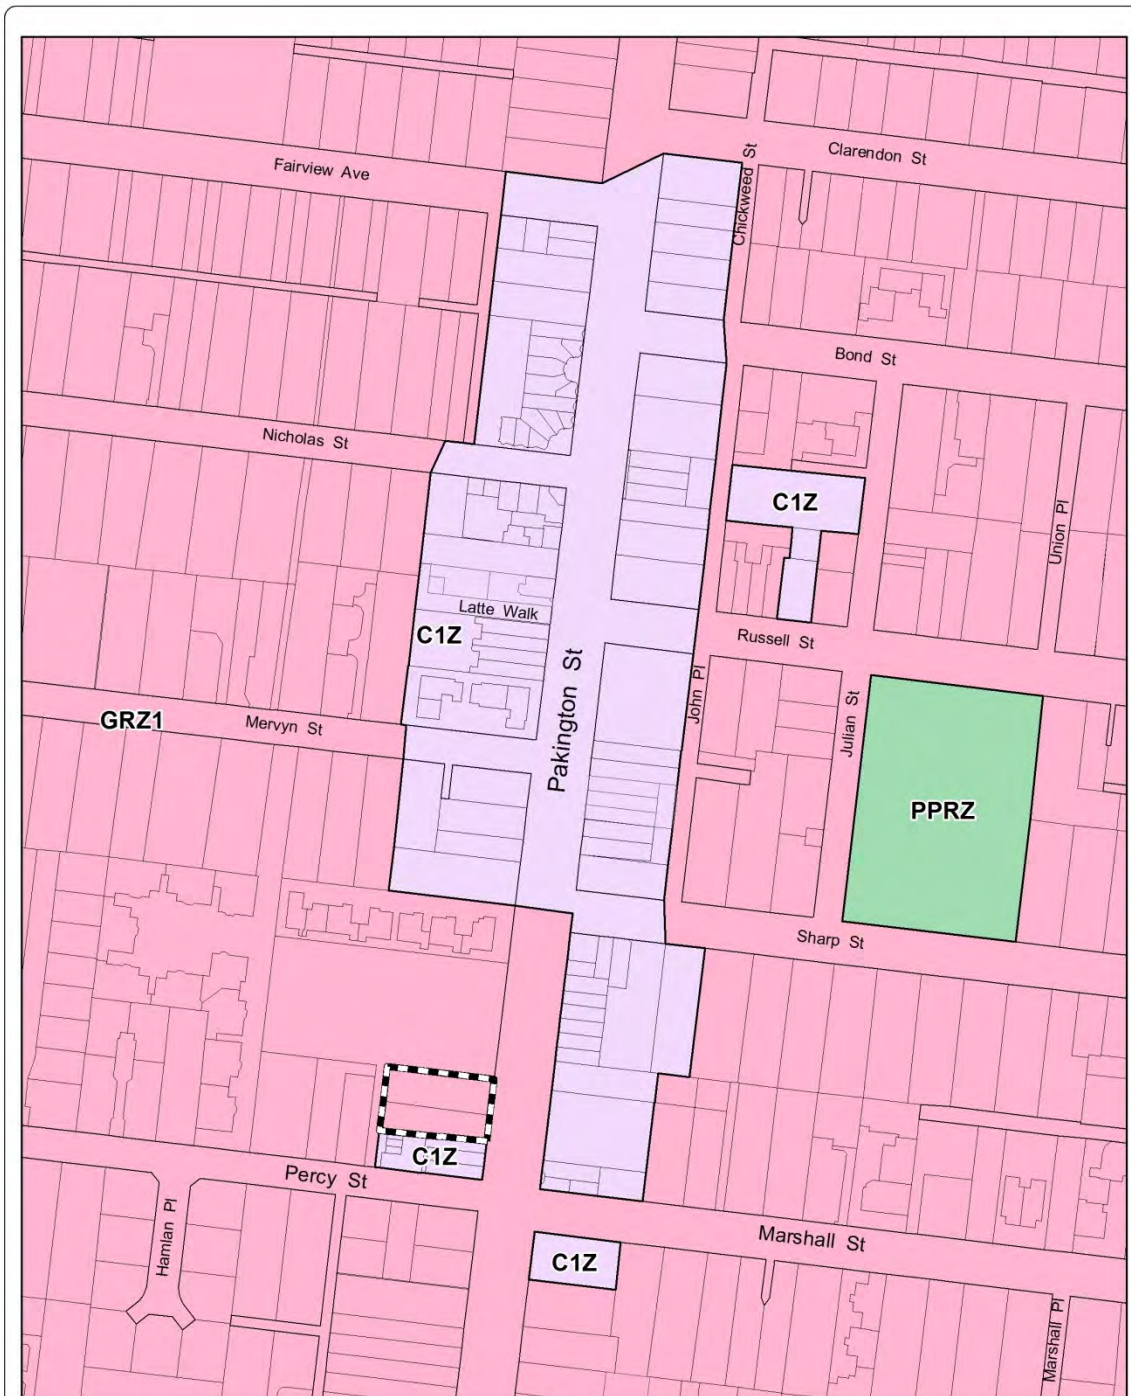 Clarendon St
Fairview Ave
Chickweed St
Bond St
Nicholas St
C1Z
Union Pl
Latte Walk
C1Z
Russell St
Pakington St
John Pl
Julian St
GRZ1
Mervyn St
PPRZ
Sharp St
C1Z
Percy St
Hamlan Pl
Marshall St
C1Z
Marshall Pl